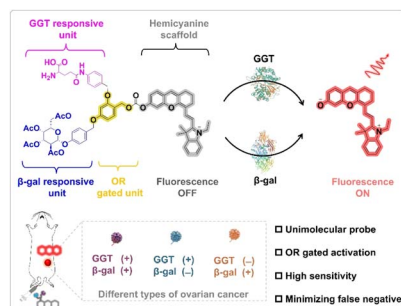 GGT responsive
unit
Hemicyanine
scaffold
HO
O
H2N
O
N
H
O
O
O
O
O
N
AcO
AcO
AcO
AcO
O
O
GGT
β-gal
O
O
N
β-gal responsive
unit
OR
gated unit
Fluorescence
OFF
Fluorescence
ON
GGT (+)
β-gal (+)
GGT (+)
β-gal (–)
GGT (–)
β-gal (+)
Different types of ovarian cancer
Unimolecular probe
OR gated activation
High sensitivity
Minimizing false negative